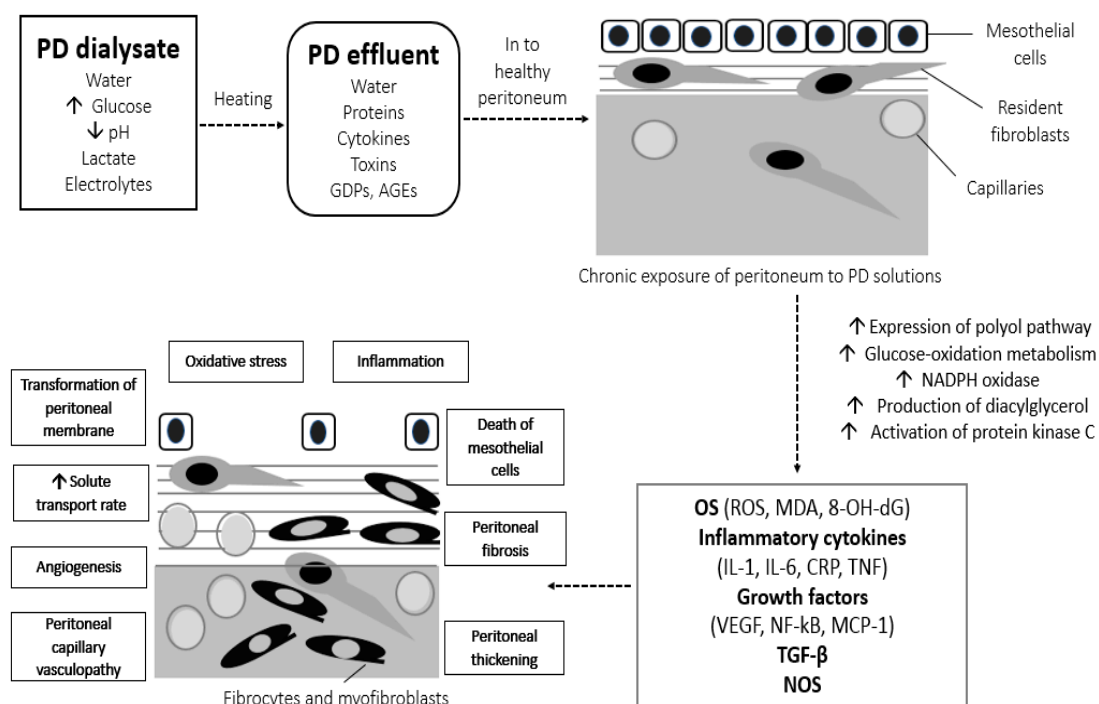 PD dialysate
Water
↑ Glucose
↓ pH
Lactate
Electrolytes
Heating
PD effluent
Water
Proteins
Cytokines
Toxins
GDPs, AGEs
In to
healthy
peritoneum
Mesothelial
cells
Resident
fibroblasts
Capillaries
Chronic exposure of peritoneum to PD solutions
↑ Expression of polyol pathway
↑ Glucose-oxidation metabolism
↑ NADPH oxidase
↑ Production of diacylglycerol
↑ Activation of protein kinase C
OS (ROS, MDA, 8-OH-dG)
Inflammatory cytokines
(IL-1, IL-6, CRP, TNF)
Growth factors
(VEGF, NF-kB, MCP-1)
TGF-β
NOS
Oxidative stress
Inflammation
Transformation of
peritoneal
membrane
↑ Solute
transport rate
Angiogenesis
Peritoneal
capillary
vasculopathy
Death of
mesothelial
cells
Peritoneal
fibrosis
Peritoneal
thickening
Fibrocytes and myofibroblasts